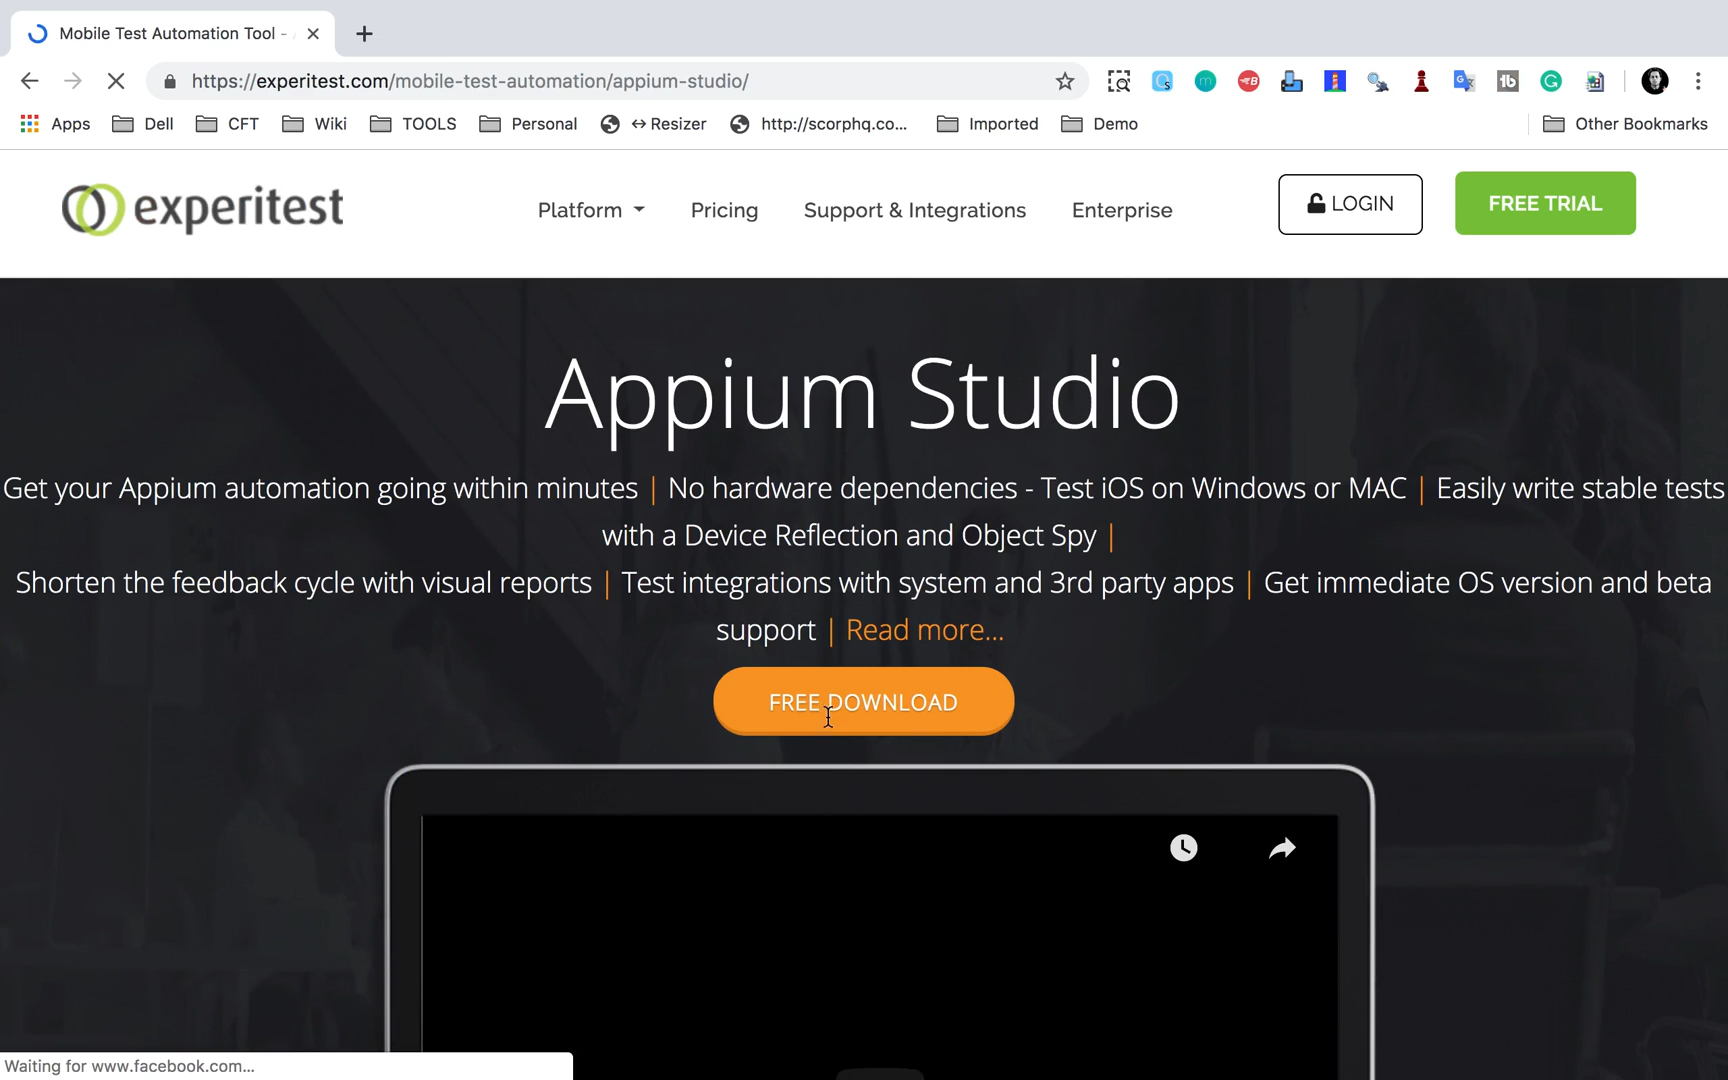 Mobile Test Automation Tool -
https://experitest.com/mobile-test-automation/appium-studio/
Apps Dell CFT Wiki TOOLS Personal ↔Resizer http://scorphq.co... Imported Demo Other Bookmarks
experitest Platform Pricing Support & Integrations Enterprise LOGIN FREE TRIAL
Appium Studio
Get your Appium automation going within minutes | No hardware dependencies - Test iOS on Windows or MAC | Easily write stable tests
with a Device Reflection and Object Spy |
Shorten the feedback cycle with visual reports | Test integrations with system and 3rd party apps | Get immediate OS version and beta
support | Read more...
FREE DOWNLOAD
Waiting for www.facebook.com...